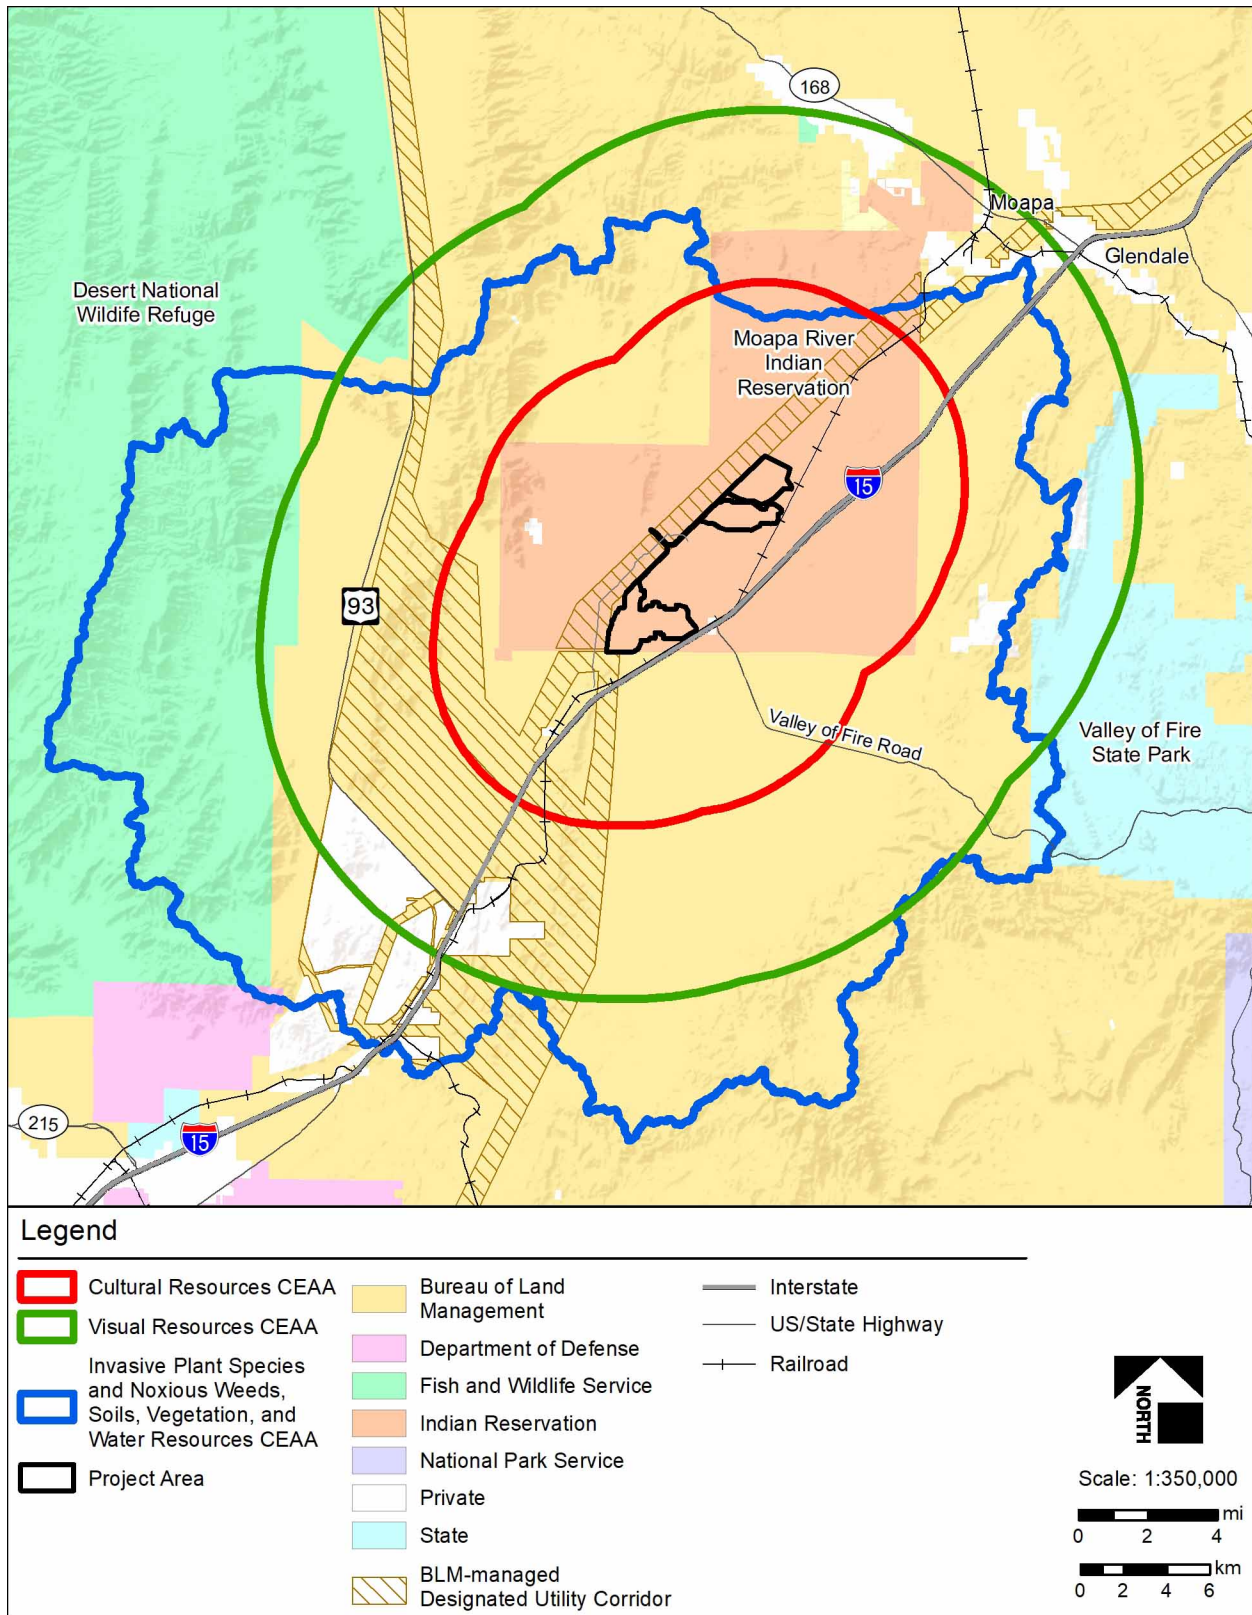 168
Moapa
Glendale
Desert National
Wildlife Refuge
Moapa River
Indian
Reservation
15
93
Valley of Fire Road
Valley of Fire
State Park
215
15
Legend
Cultural Resources CEAA
Visual Resources CEAA
Invasive Plant Species
and Noxious Weeds,
Soils, Vegetation, and
Water Resources CEAA
Project Area
Bureau of Land
Management
Department of Defense
Fish and Wildlife Service
Indian Reservation
National Park Service
Private
State
BLM-managed
Designated Utility Corridor
Interstate
US/State Highway
Railroad
NORTH
Scale: 1:350,000
mi
0 2 4
km
0 2 4 6